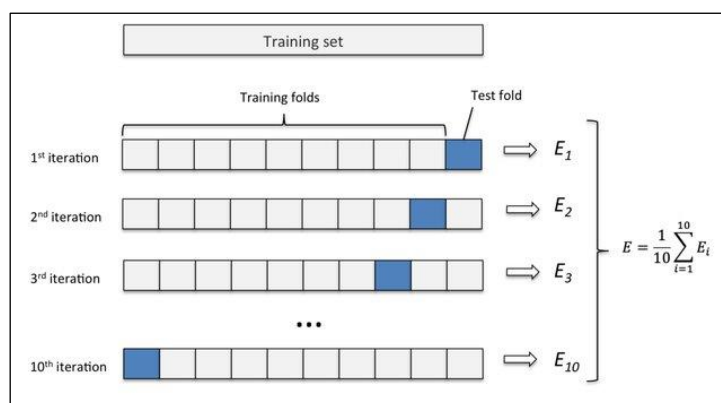 Training set
Training folds
Test fold
1st iteration
E1
2nd iteration
E2
3rd iteration
E3
E = 1/10 ∑ i=1 10 Ei
...
10th iteration
E10